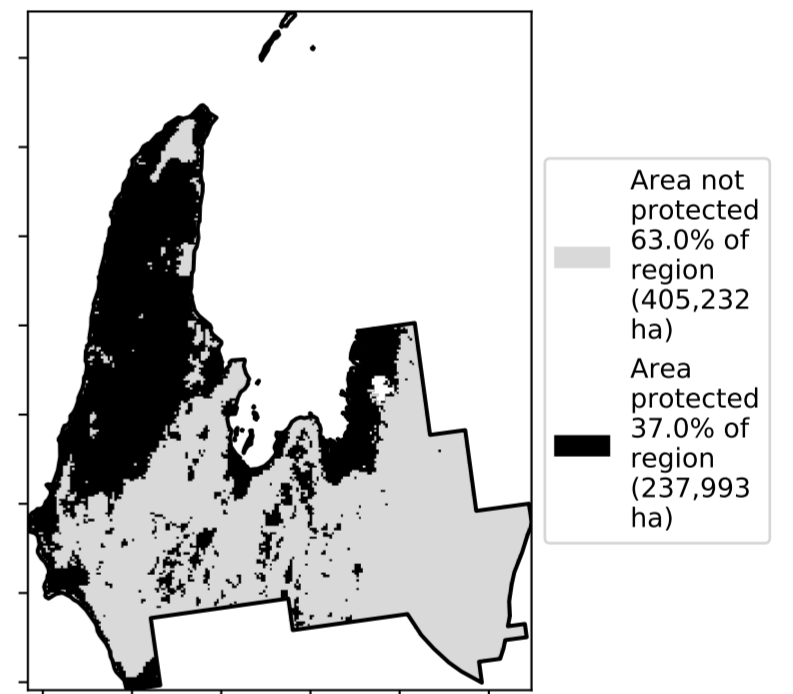 Area not
protected
63.0% of
region
(405,232
ha)
Area
protected
37.0% of
region
(237,993
ha)